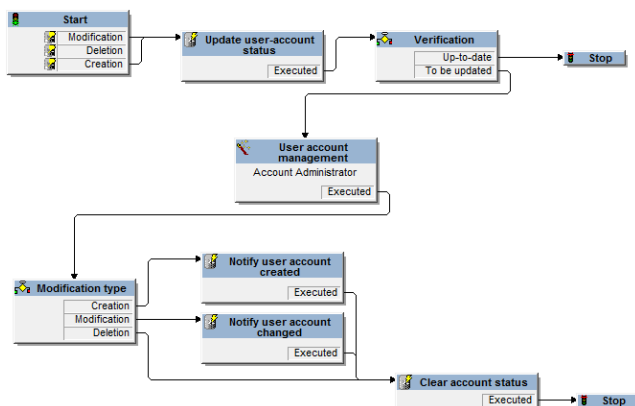 Start
Modification
Deletion
Creation
Update user-account
status
Executed
Verification
Up-to-date
To be updated
Stop
User account
management
Account Administrator
Executed
Modification type
Creation
Modification
Deletion
Notify user account
created
Executed
Notify user account
changed
Executed
Clear account status
Executed
Stop